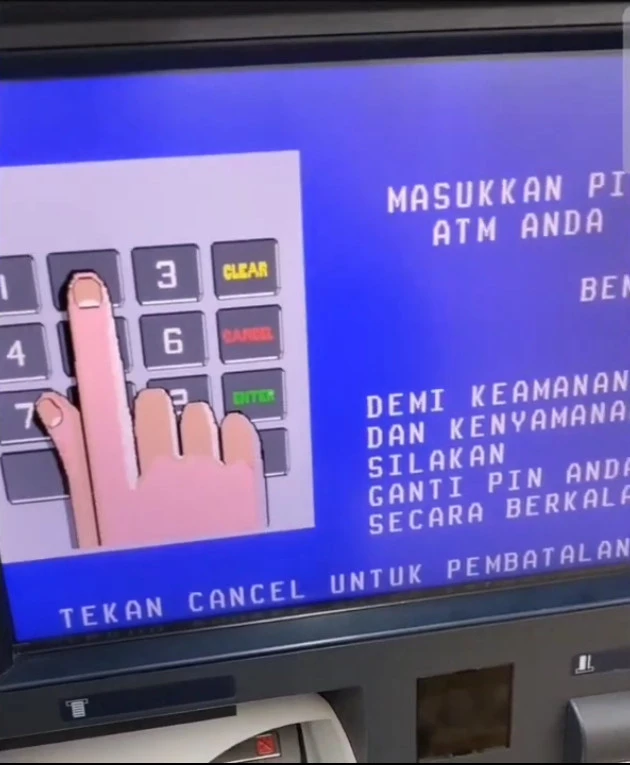 MASUKKAN PI
ATM ANDA
BEN
1
3
CLEAR
4
6
CANCEL
7
ENTER
DEMI KEAMANAN
DAN KENYAMANA
SILAKAN
GANTI PIN ANDA
SECARA BERKALA
TEKAN CANCEL UNTUK PEMBATALAN